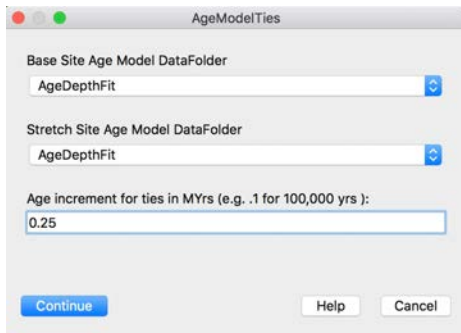 AgeModelTies
Base Site Age Model DataFolder
AgeDepthFit
Stretch Site Age Model DataFolder
AgeDepthFit
Age increment for ties in MYrs (e.g. .1 for 100,000 yrs ):
0.25
Continue Help Cancel